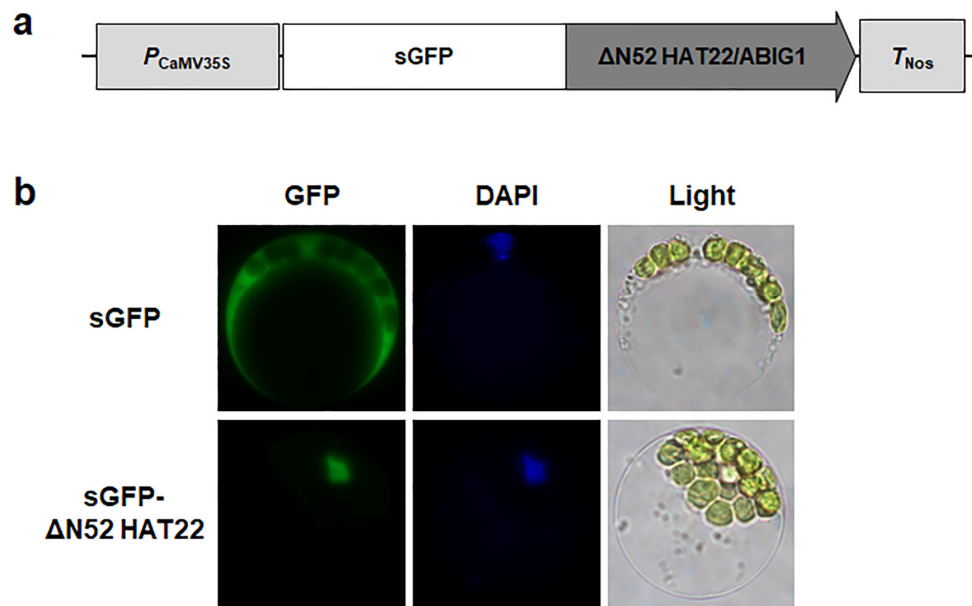 a
PCaMV35S sGFP ΔN52 HAT22/ABIG1 TNos
b
GFP DAPI Light
sGFP
sGFP-
ΔN52 HAT22